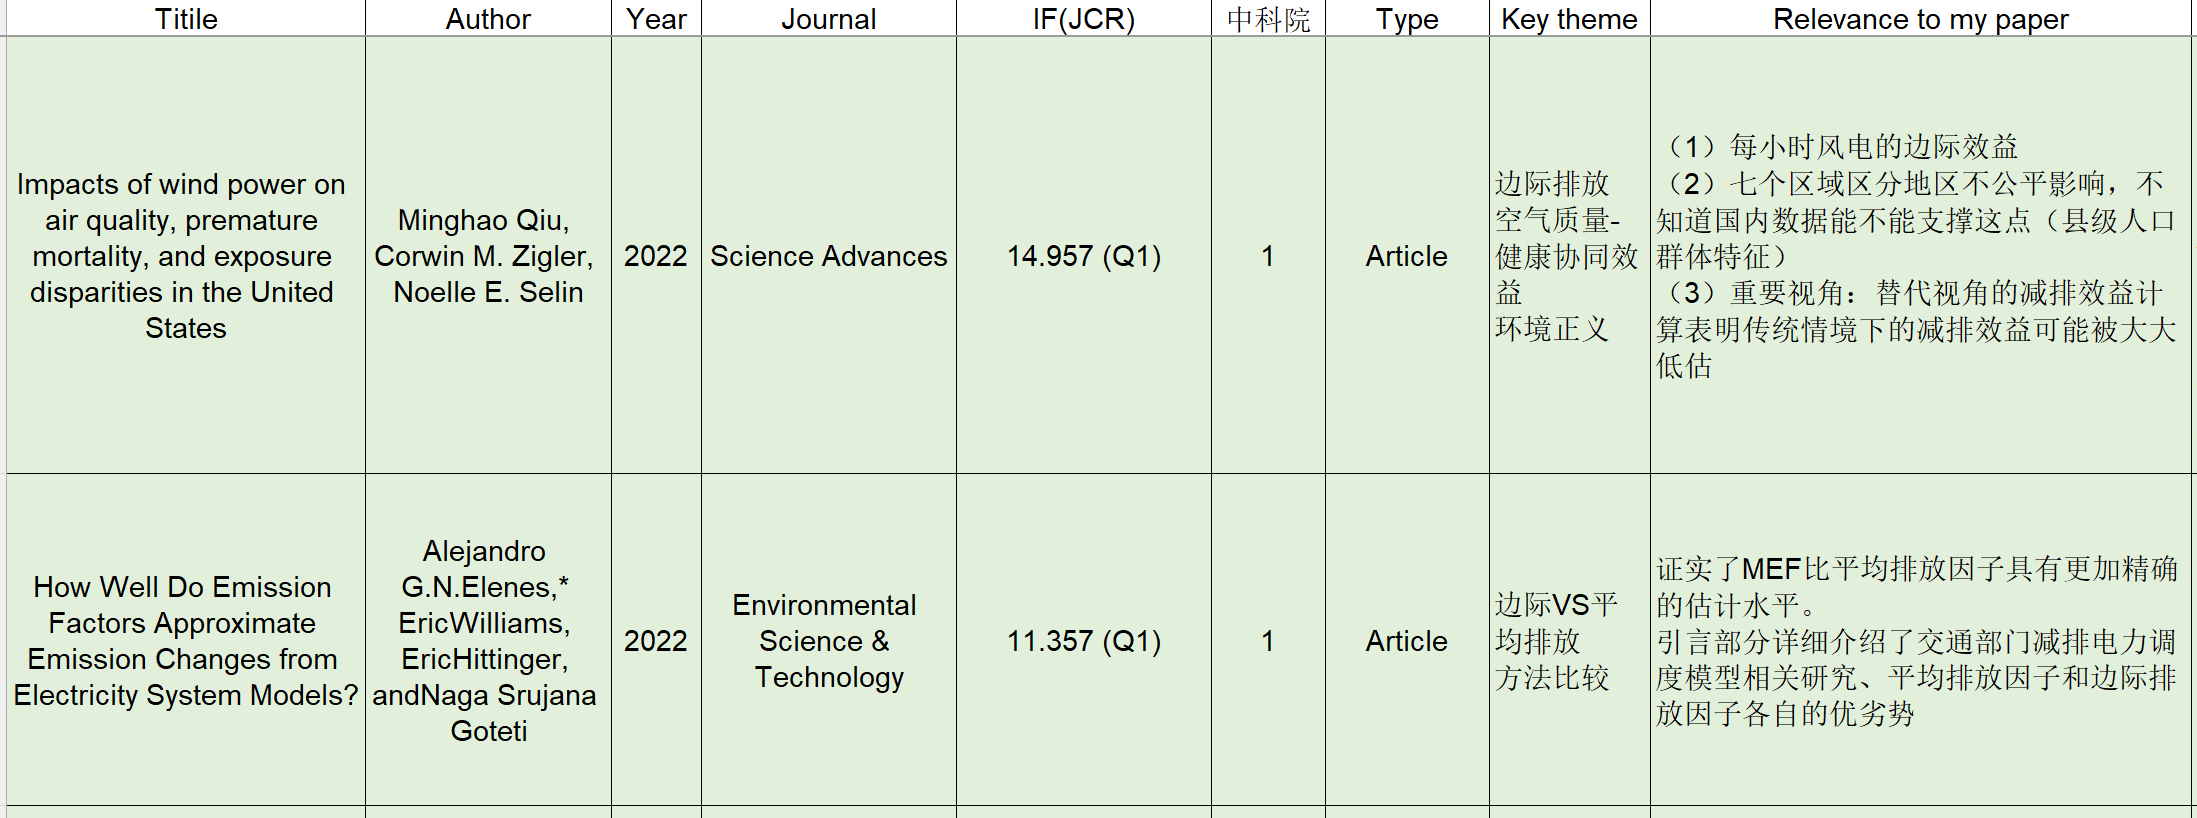 Titile
Author
Year
Journal
IF(JCR)
中科院
Type
Key theme
Relevance to my paper
Impacts of wind power on
air quality, premature
mortality, and exposure
disparities in the United
States
Minghao Qiu,
Corwin M. Zigler,
Noelle E. Selin
2022
Science Advances
14.957 (Q1)
1
Article
边际排放
空气质量-
健康协同效
益
环境正义
（1）每小时风电的边际效益
（2）七个区域区分地区不公平影响，不
知道国内数据能不能支撑这点（县级人口
群体特征）
（3）重要视角：替代视角的减排效益计
算表明传统情境下的减排效益可能被大大
低估
How Well Do Emission
Factors Approximate
Emission Changes from
Electricity System Models?
Alejandro
G.N.Elenes,*
EricWilliams,
EricHittinger,
andNaga Srujana
Goteti
2022
Environmental
Science &
Technology
11.357 (Q1)
1
Article
边际VS平
均排放
方法比较
证实了MEF比平均排放因子具有更加精确
的估计水平。
引言部分详细介绍了交通部门减排电力调
度模型相关研究、平均排放因子和边际排
放因子各自的优劣势